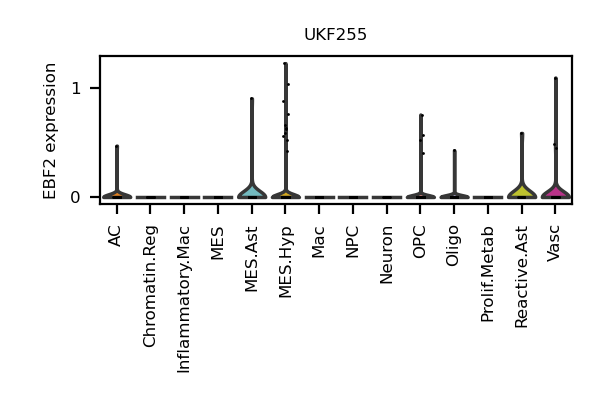 UKF255
EBF2 expression
1
0
AC
Chromatin.Reg
Inflammatory.Mac
MES
MES.Ast
MES.Hyp
Mac
NPC
Neuron
OPC
Oligo
Prolif.Metab
Reactive.Ast
Vasc